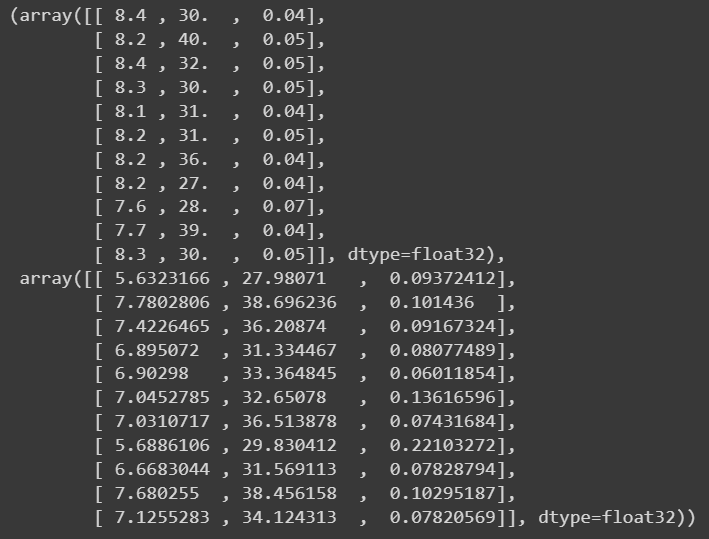 (array([[ 8.4 , 30.  ,  0.04],
       [ 8.2 , 40.  ,  0.05],
       [ 8.4 , 32.  ,  0.05],
       [ 8.3 , 30.  ,  0.05],
       [ 8.1 , 31.  ,  0.04],
       [ 8.2 , 31.  ,  0.05],
       [ 8.2 , 36.  ,  0.04],
       [ 8.2 , 27.  ,  0.04],
       [ 7.6 , 28.  ,  0.07],
       [ 7.7 , 39.  ,  0.04],
       [ 8.3 , 30.  ,  0.05]], dtype=float32),
 array([[ 5.6323166 , 27.98071   ,  0.09372412],
       [ 7.7802806 , 38.696236  ,  0.101436  ],
       [ 7.4226465 , 36.20874   ,  0.09167324],
       [ 6.895072  , 31.334467  ,  0.08077489],
       [ 6.90298   , 33.364845  ,  0.06011854],
       [ 7.0452785 , 32.65078   ,  0.13616596],
       [ 7.0310717 , 36.513878  ,  0.07431684],
       [ 5.6886106 , 29.830412  ,  0.22103272],
       [ 6.6683044 , 31.569113  ,  0.07828794],
       [ 7.680255  , 38.456158  ,  0.10295187],
       [ 7.1255283 , 34.124313  ,  0.07820569]], dtype=float32))